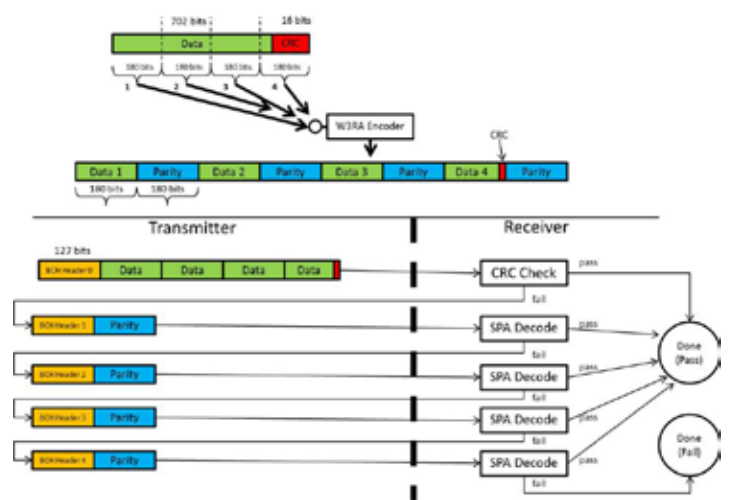 702 bits
16 bits
Data
CRC
180 bits
180 bits
180 bits
180 bits
1
2
3
4
W3RA Encoder
CRC
Data 1
Parity
Data 2
Parity
Data 3
Parity
Data 4
Parity
180 bits
180 bits
Transmitter
Receiver
127 bits
BCH Header 0
Data
Data
Data
Data
CRC Check
pass
fail
BCH Header 1
Parity
SPA Decode
pass
fail
Done
(Pass)
BCH Header 2
Parity
SPA Decode
pass
fail
BCH Header 3
Parity
SPA Decode
pass
fail
Done
(Fail)
BCH Header 4
Parity
SPA Decode
pass
fail